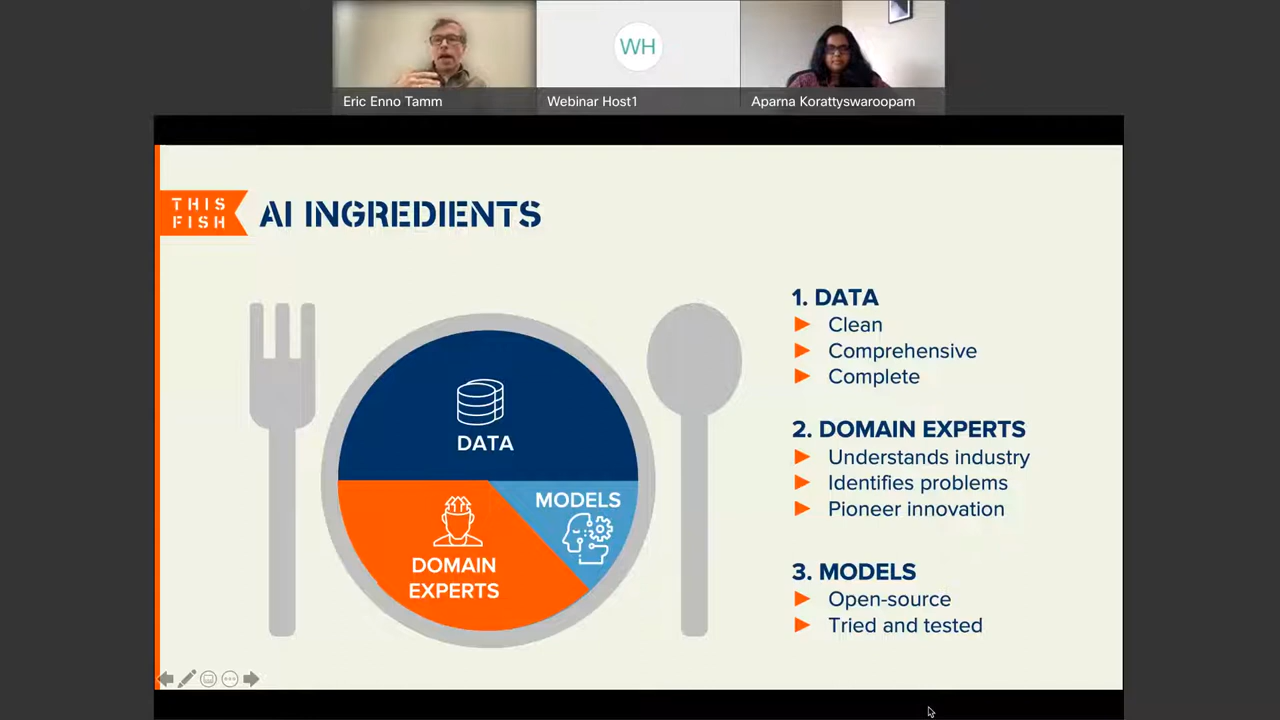 WH
Eric Enno Tamm
Webinar Host1
Aparna Korattyswaroopam
THIS
FISH
AI INGREDIENTS
DATA
MODELS
DOMAIN
EXPERTS
1. DATA
Clean
Comprehensive
Complete
2. DOMAIN EXPERTS
Understands industry
Identifies problems
Pioneer innovation
3. MODELS
Open-source
Tried and tested